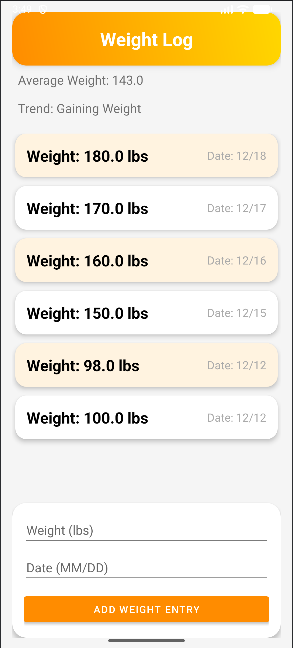 Weight Log
Average Weight: 143.0
Trend: Gaining Weight
Weight: 180.0 lbs Date: 12/18
Weight: 170.0 lbs Date: 12/17
Weight: 160.0 lbs Date: 12/16
Weight: 150.0 lbs Date: 12/15
Weight: 98.0 lbs Date: 12/12
Weight: 100.0 lbs Date: 12/12
Weight (lbs)
Date (MM/DD)
ADD WEIGHT ENTRY